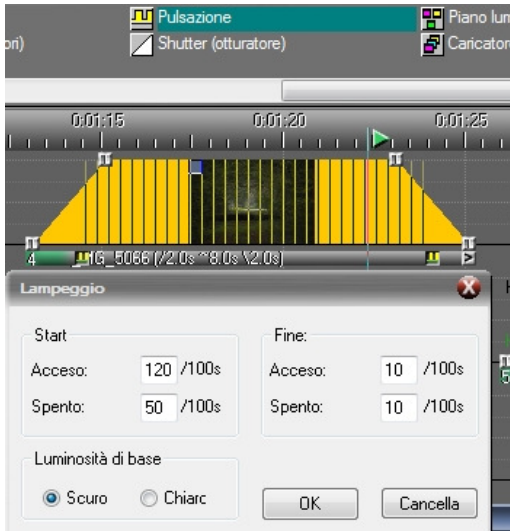 Pulsazione
Piano lum
ori)
Shutter (otturatore)
Caricator
0:01:15 0:01:20 0:01:25
4 IMG_5066 (/2.0s ~8.0s \2.0s)
5
Lampeggio
Start
Fine:
Acceso: 120 /100s
Acceso: 10 /100s
Spento: 50 /100s
Spento: 10 /100s
Luminosità di base
Scuro
Chiarc
OK
Cancella